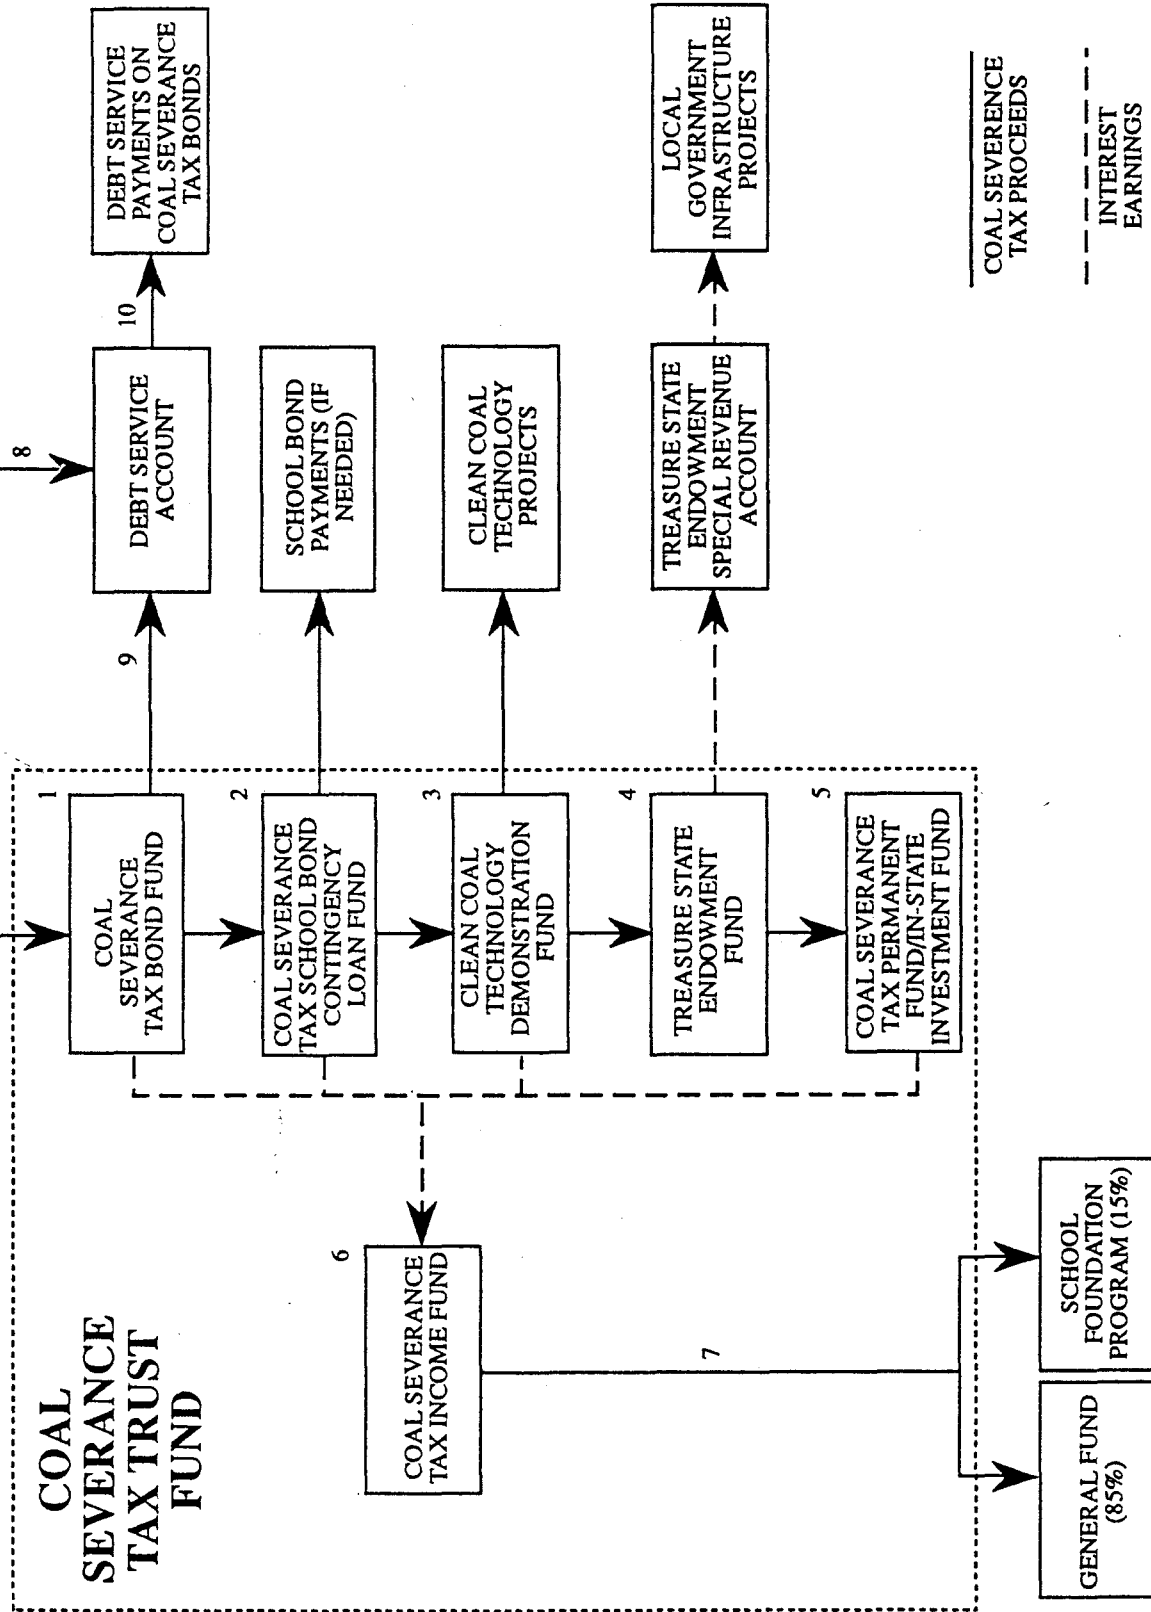 COAL
SEVERANCE
TAX TRUST
FUND
8
1
COAL
SEVERANCE
TAX BOND FUND
9
DEBT SERVICE
ACCOUNT
10
DEBT SERVICE
PAYMENTS ON
COAL SEVERANCE
TAX BONDS
2
COAL SEVERANCE
TAX SCHOOL BOND
CONTINGENCY
LOAN FUND
SCHOOL BOND
PAYMENTS (IF
NEEDED)
3
CLEAN COAL
TECHNOLOGY
DEMONSTRATION
FUND
CLEAN COAL
TECHNOLOGY
PROJECTS
4
TREASURE STATE
ENDOWMENT
FUND
TREASURE STATE
ENDOWMENT
SPECIAL REVENUE
ACCOUNT
LOCAL
GOVERNMENT
INFRASTRUCTURE
PROJECTS
5
COAL SEVERANCE
TAX PERMANENT
FUND/IN-STATE
INVESTMENT FUND
6
COAL SEVERANCE
TAX INCOME FUND
7
GENERAL FUND
(85%)
SCHOOL
FOUNDATION
PROGRAM (15%)
COAL SEVERENCE
TAX PROCEEDS
INTEREST
EARNINGS